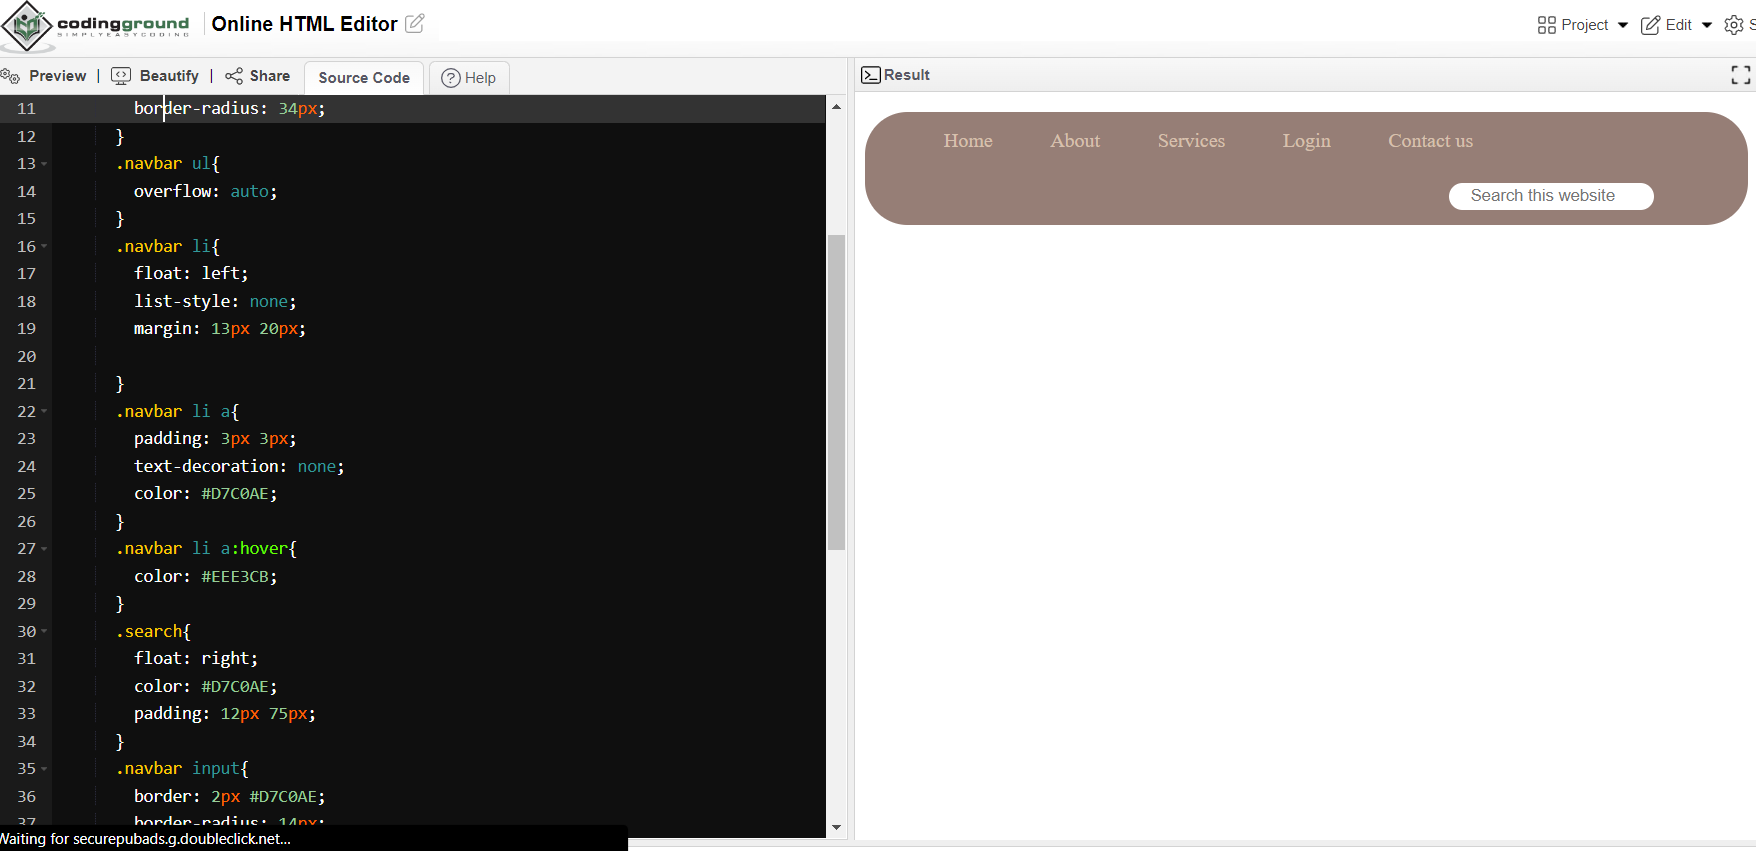 codingground
SIMPLYEASYCODING
Online HTML Editor
Project
Edit
S
Preview | Beautify | Share
Source Code
Help
Result
11 border-radius: 34px;
12 }
13 .navbar ul{
14 overflow: auto;
15 }
16 .navbar li{
17 float: left;
18 list-style: none;
19 margin: 13px 20px;
20
21 }
22 .navbar li a{
23 padding: 3px 3px;
24 text-decoration: none;
25 color: #D7C0AE;
26 }
27 .navbar li a:hover{
28 color: #EEE3CB;
29 }
30 .search{
31 float: right;
32 color: #D7C0AE;
33 padding: 12px 75px;
34 }
35 .navbar input{
36 border: 2px #D7C0AE;
37 border-radius: 14px;
Waiting for securepubads.g.doubleclick.net...
Home About Services Login Contact us
Search this website